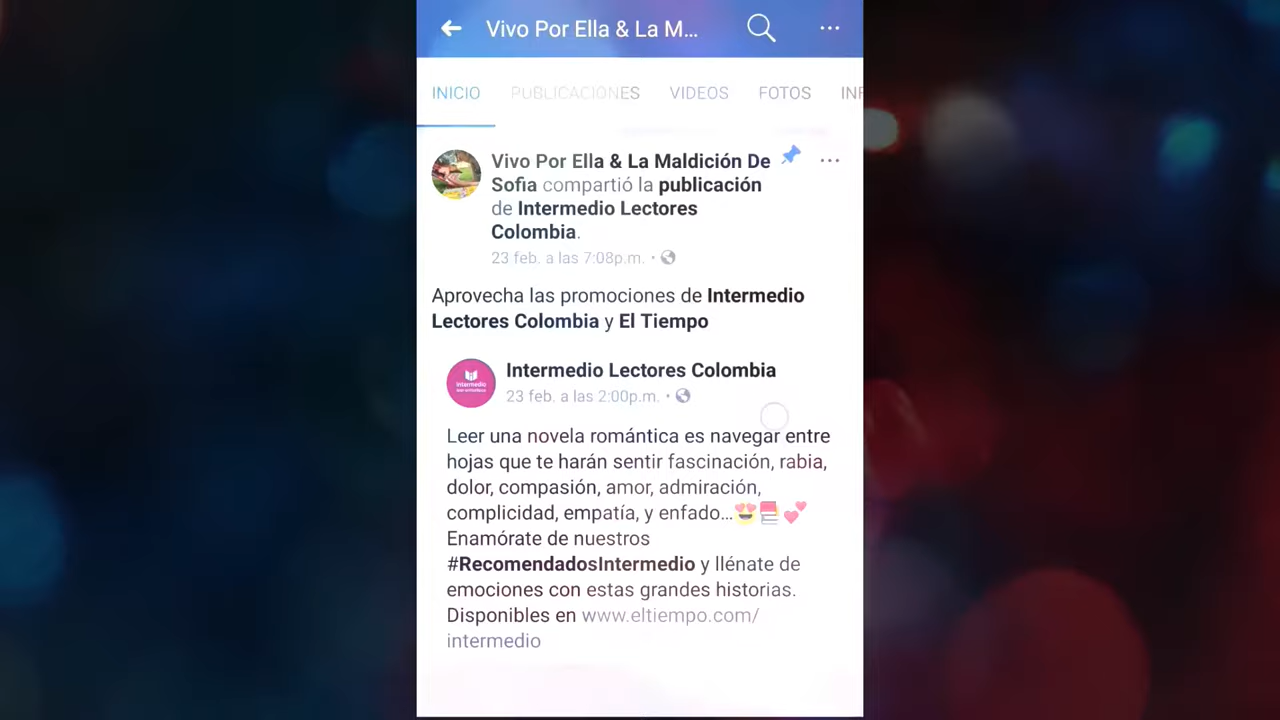 Vivo Por Ella & La M...
INICIO PUBLICACIONES VIDEOS FOTOS INF
Vivo Por Ella & La Maldición De
Sofia compartió la publicación
de Intermedio Lectores
Colombia.
23 feb. a las 7:08p.m. •
Aprovecha las promociones de Intermedio
Lectores Colombia y El Tiempo
intermedio
Intermedio Lectores Colombia
23 feb. a las 2:00p.m. •
Leer una novela romántica es navegar entre
hojas que te harán sentir fascinación, rabia,
dolor, compasión, amor, admiración,
complicidad, empatía, y enfado...😍📚💕
Enamórate de nuestros
#RecomendadosIntermedio y llénate de
emociones con estas grandes historias.
Disponibles en www.eltiempo.com/
intermedio